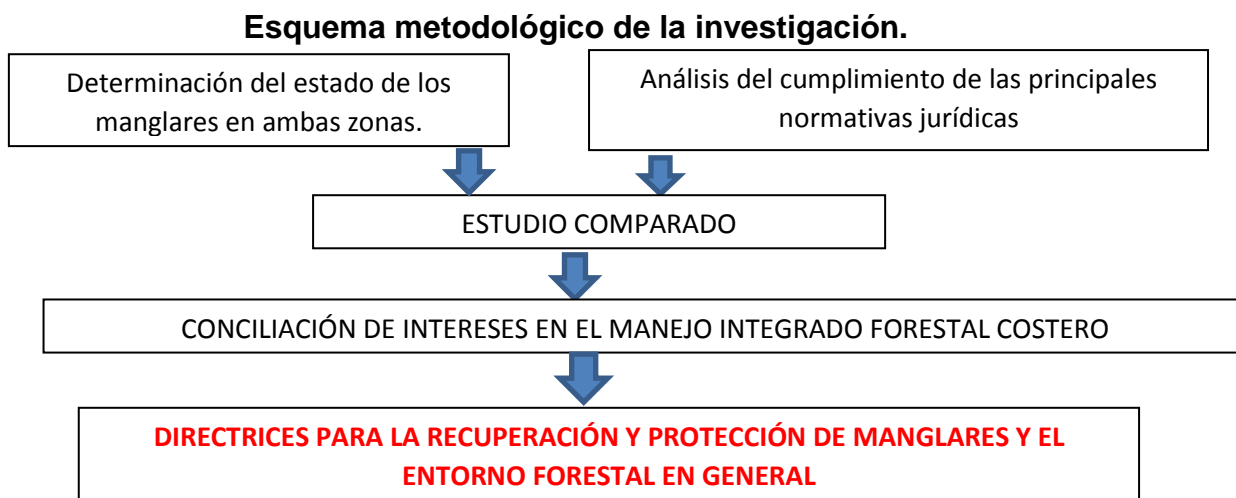 Esquema metodológico de la investigación.
Determinación del estado de los
manglares en ambas zonas.
Análisis del cumplimiento de las principales
normativas jurídicas
ESTUDIO COMPARADO
CONCILIACIÓN DE INTERESES EN EL MANEJO INTEGRADO FORESTAL COSTERO
DIRECTRICES PARA LA RECUPERACIÓN Y PROTECCIÓN DE MANGLARES Y EL
ENTORNO FORESTAL EN GENERAL